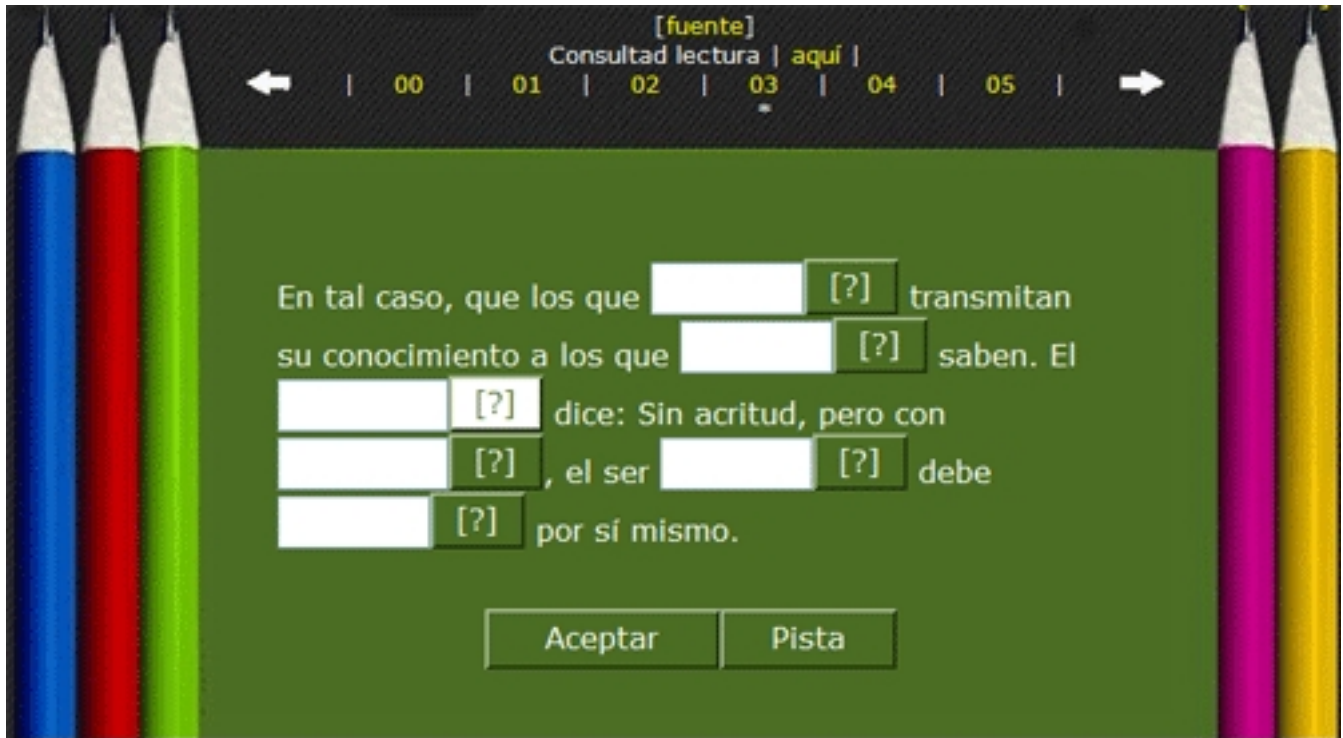 [fuente]
Consultad lectura | aquí |
| 00 | 01 | 02 | 03 | 04 | 05 |
En tal caso, que los que [?] transmitan
su conocimiento a los que [?] saben. El
[?] dice: Sin acritud, pero con
[?] , el ser [?] debe
[?] por sí mismo.
Aceptar Pista